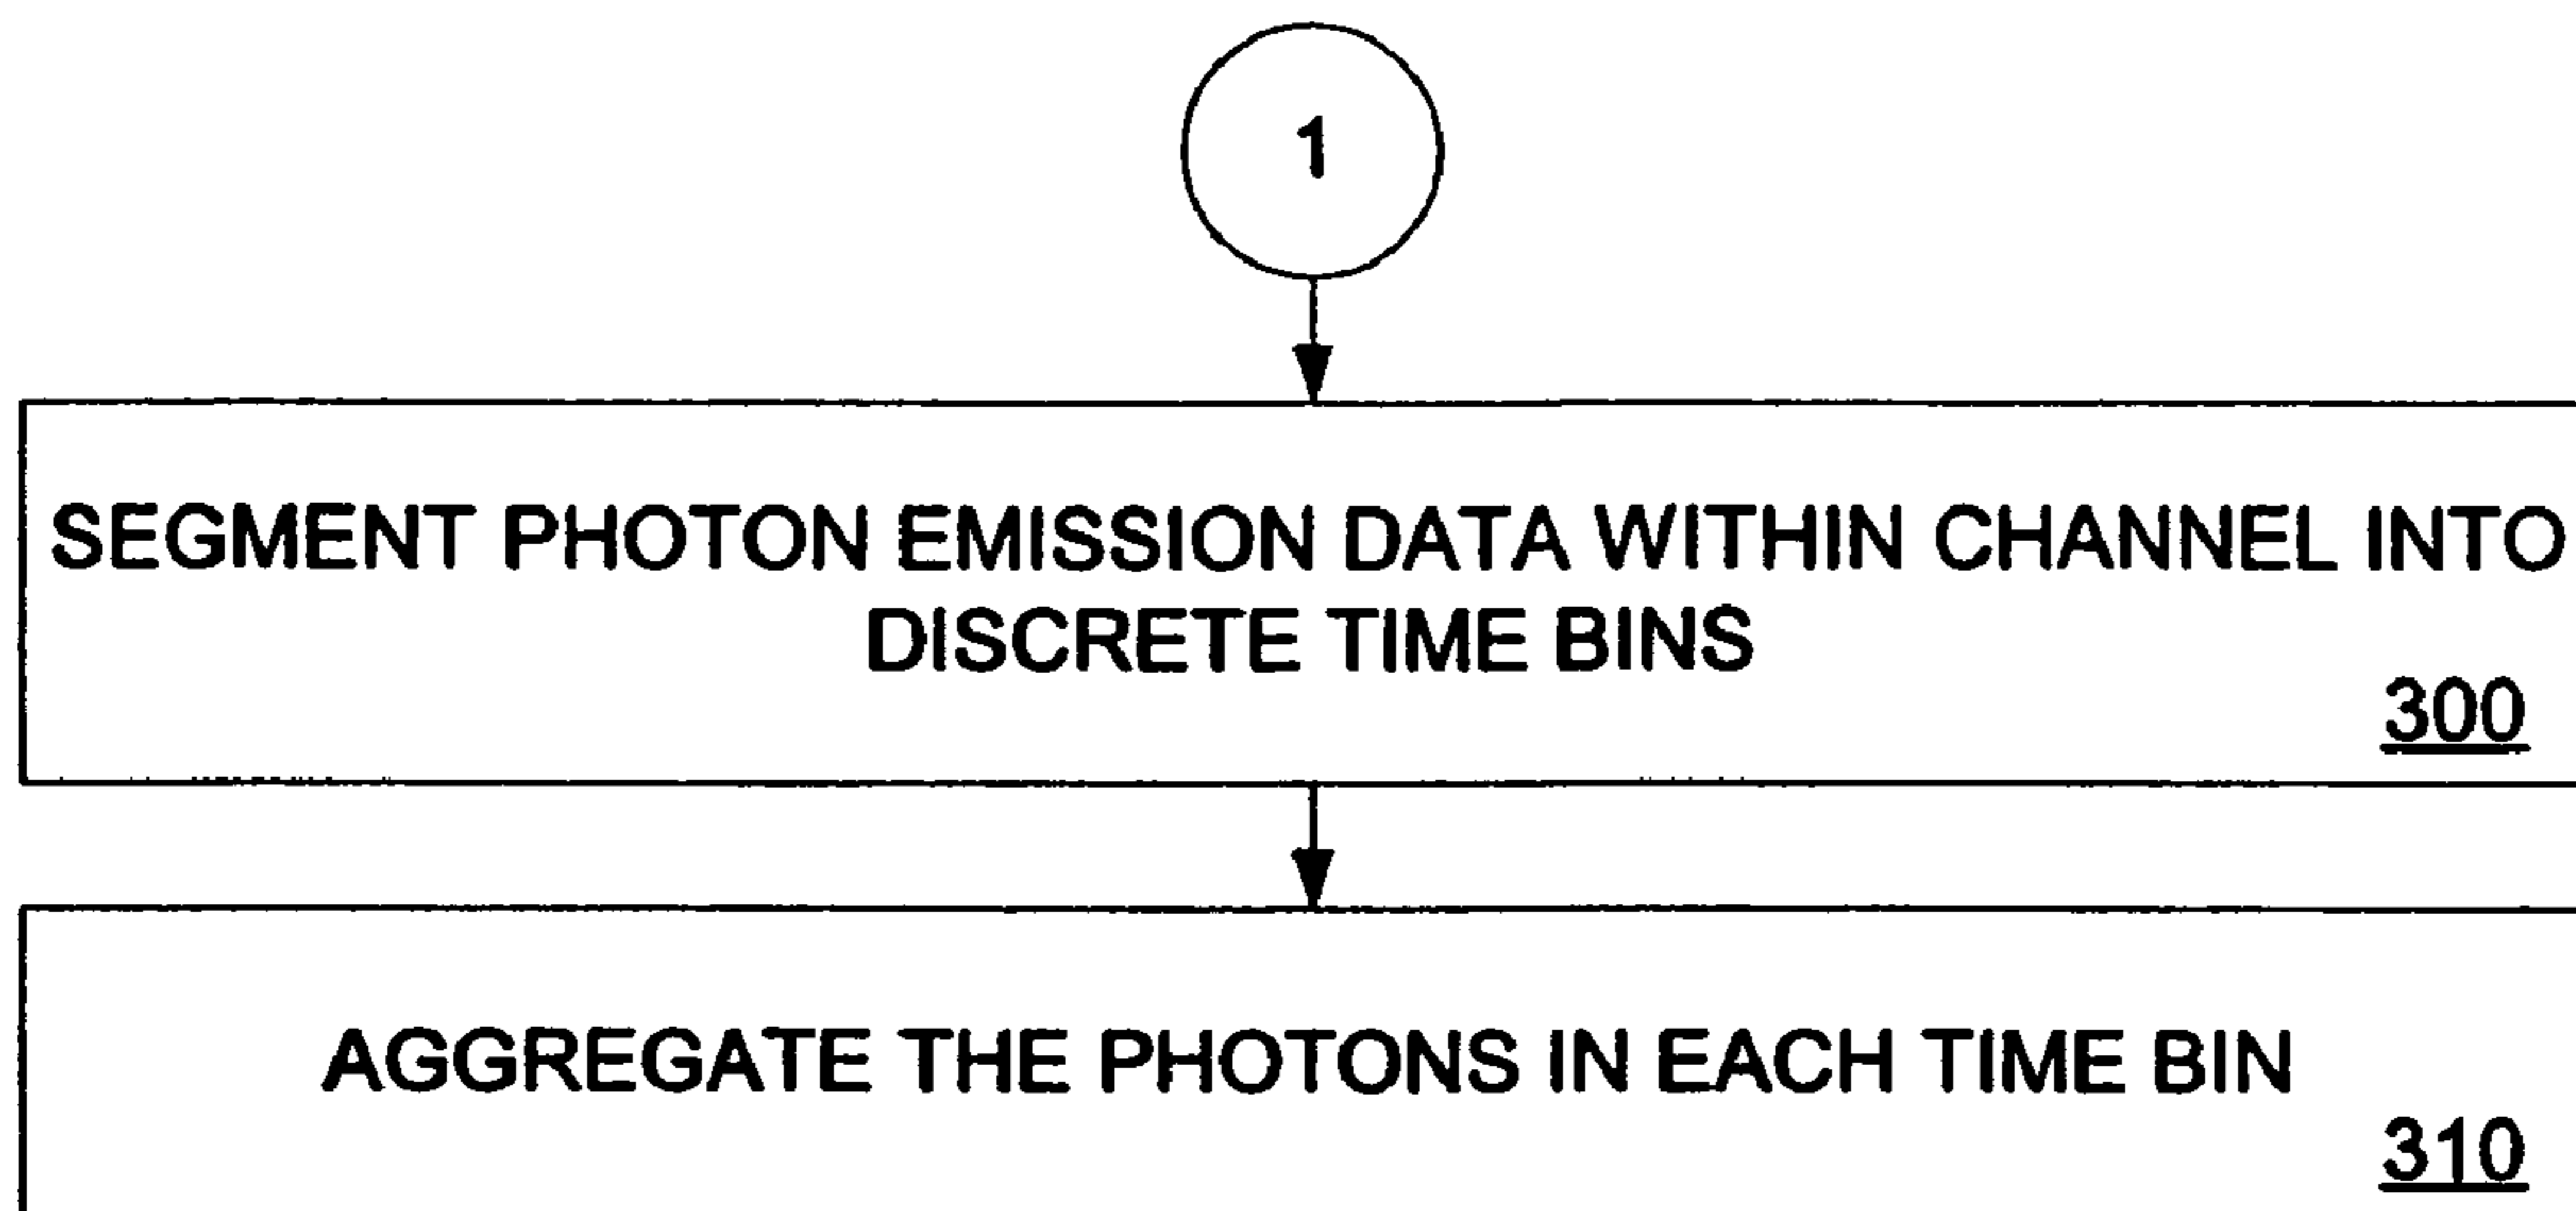 1
SEGMENT PHOTON EMISSION DATA WITHIN CHANNEL INTO
DISCRETE TIME BINS
300
AGGREGATE THE PHOTONS IN EACH TIME BIN
310